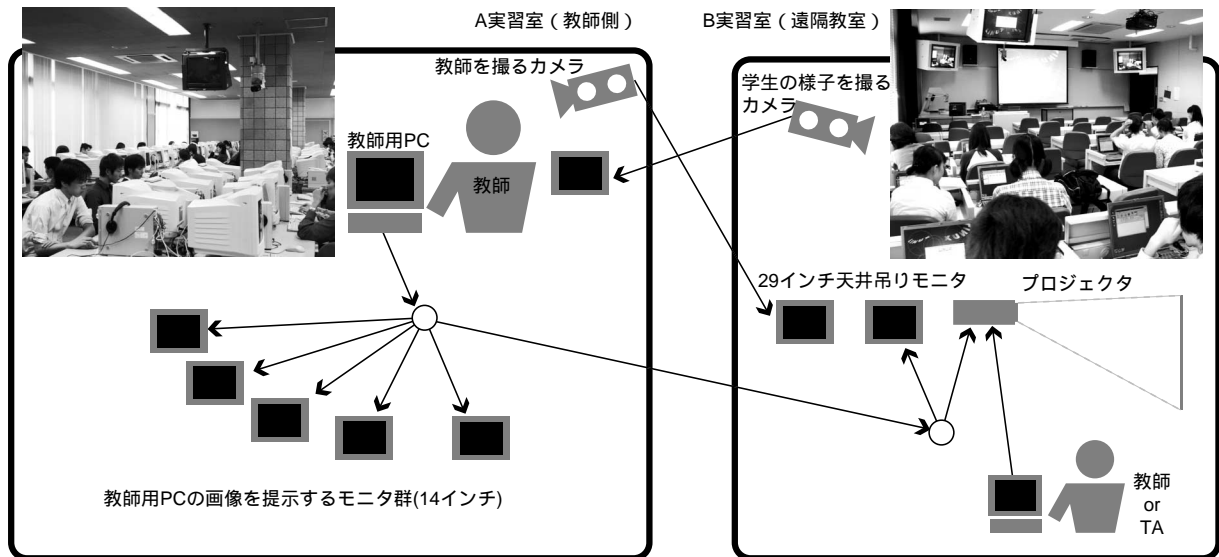 A実習室（教師側）
B実習室（遠隔教室）
教師を撮るカメラ
教師用PC
教師
学生の様子を撮る
カメラ
29インチ天井吊りモニタ
プロジェクタ
教師用PCの画像を提示するモニタ群(14インチ)
教師
or
TA